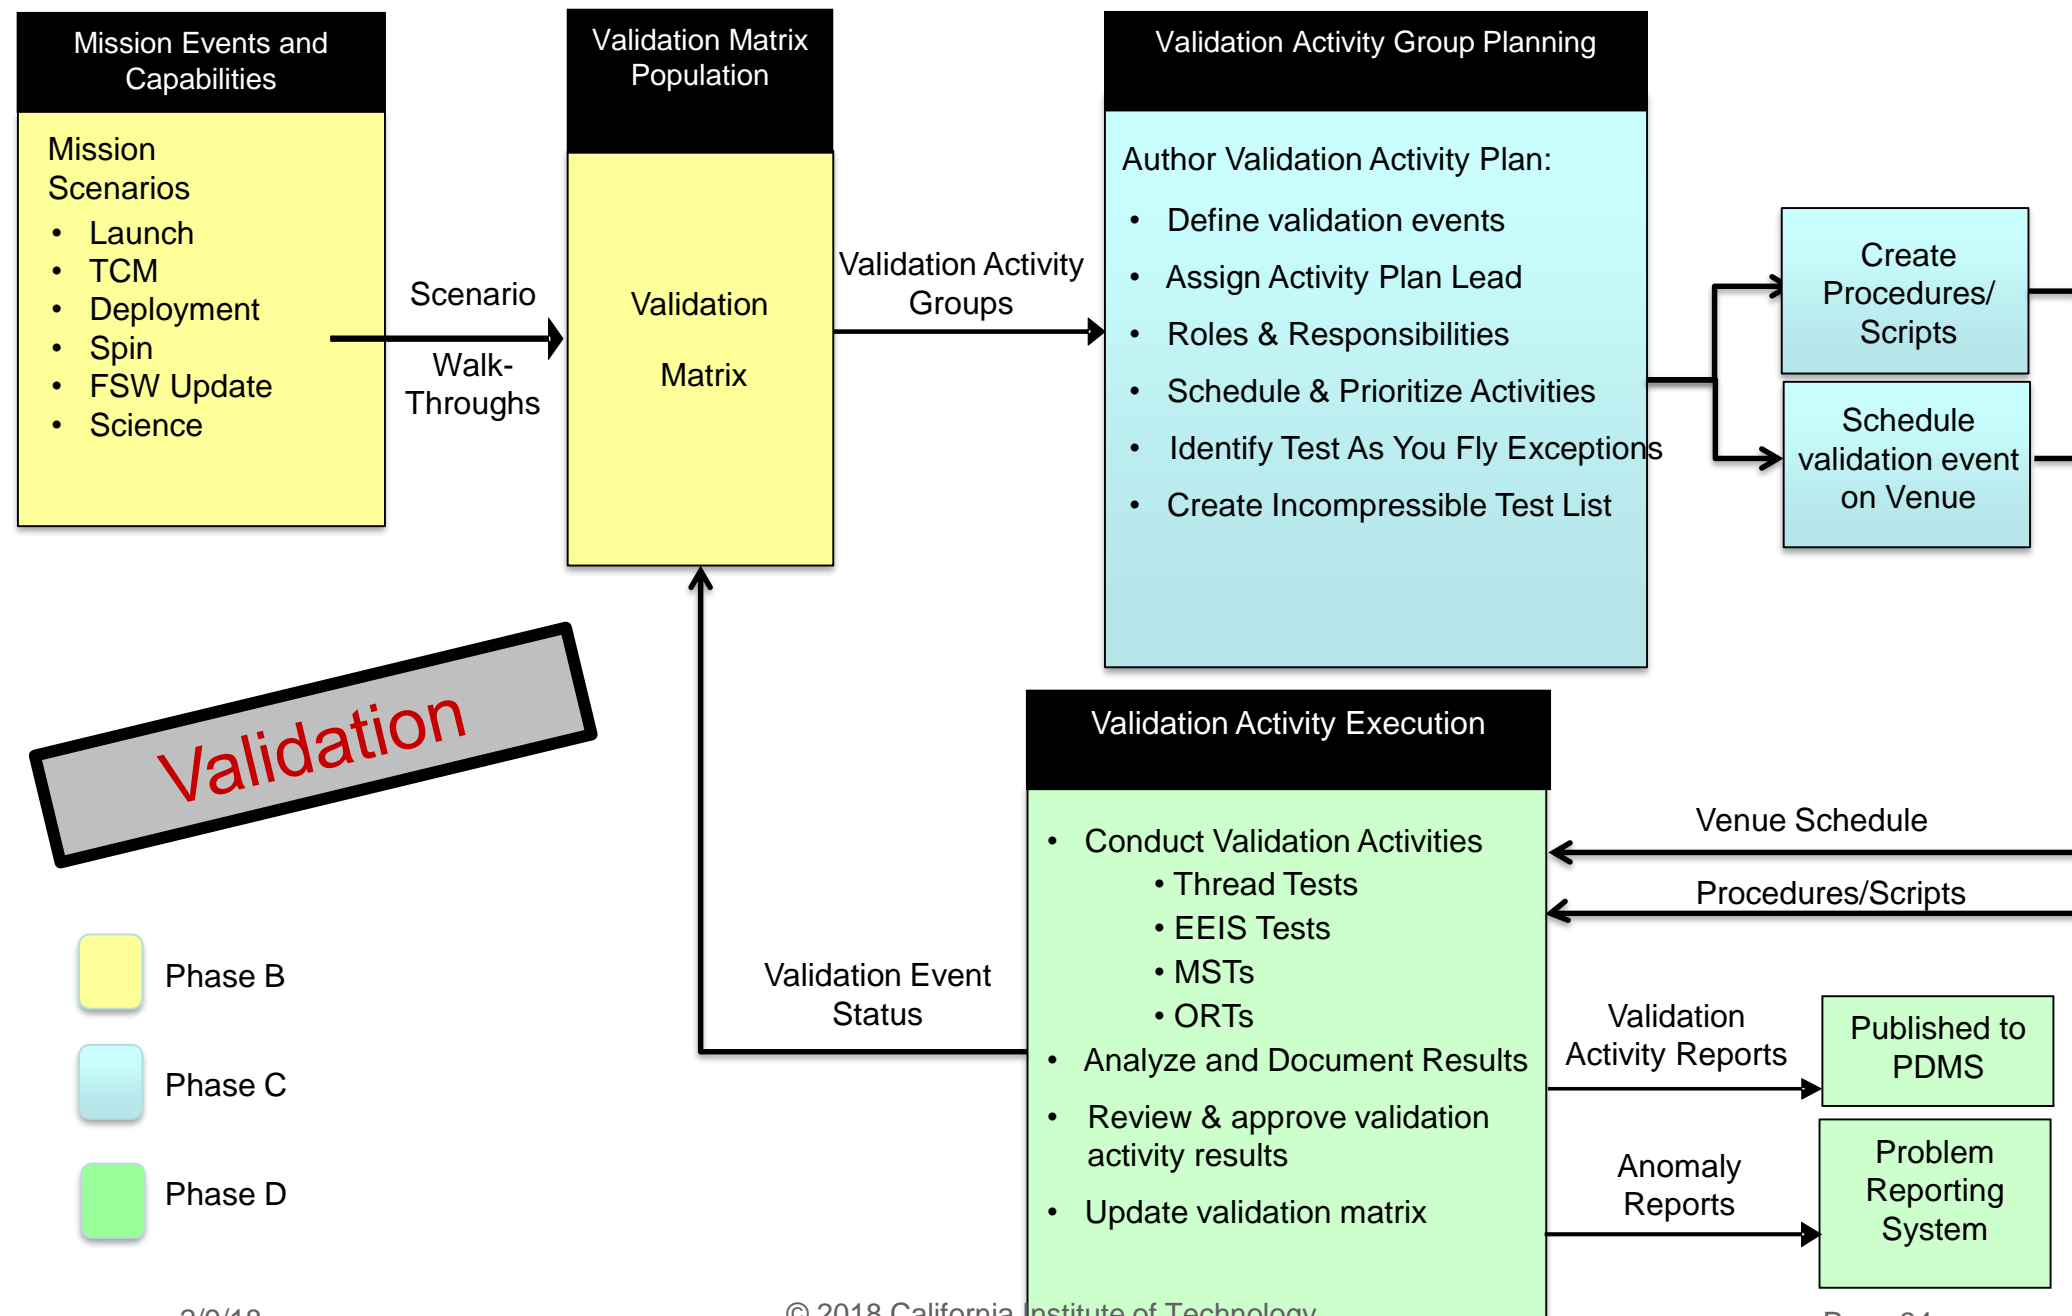 Mission Events and
Capabilities
Mission
Scenarios
• Launch
• TCM
• Deployment
• Spin
• FSW Update
• Science
Scenario
Walk-
Throughs
Validation Matrix
Population
Validation
Matrix
Validation Activity
Groups
Validation Activity Group Planning
Author Validation Activity Plan:
• Define validation events
• Assign Activity Plan Lead
• Roles & Responsibilities
• Schedule & Prioritize Activities
• Identify Test As You Fly Exceptions
• Create Incompressible Test List
Create
Procedures/
Scripts
Schedule
validation event
on Venue
Validation
Phase B
Phase C
Phase D
Validation Event
Status
Validation Activity Execution
• Conduct Validation Activities
• Thread Tests
• EEIS Tests
• MSTs
• ORTs
• Analyze and Document Results
• Review & approve validation
activity results
• Update validation matrix
Venue Schedule
Procedures/Scripts
Validation
Activity Reports
Published to
PDMS
Anomaly
Reports
Problem
Reporting
System
© 2018 California Institute of Technology